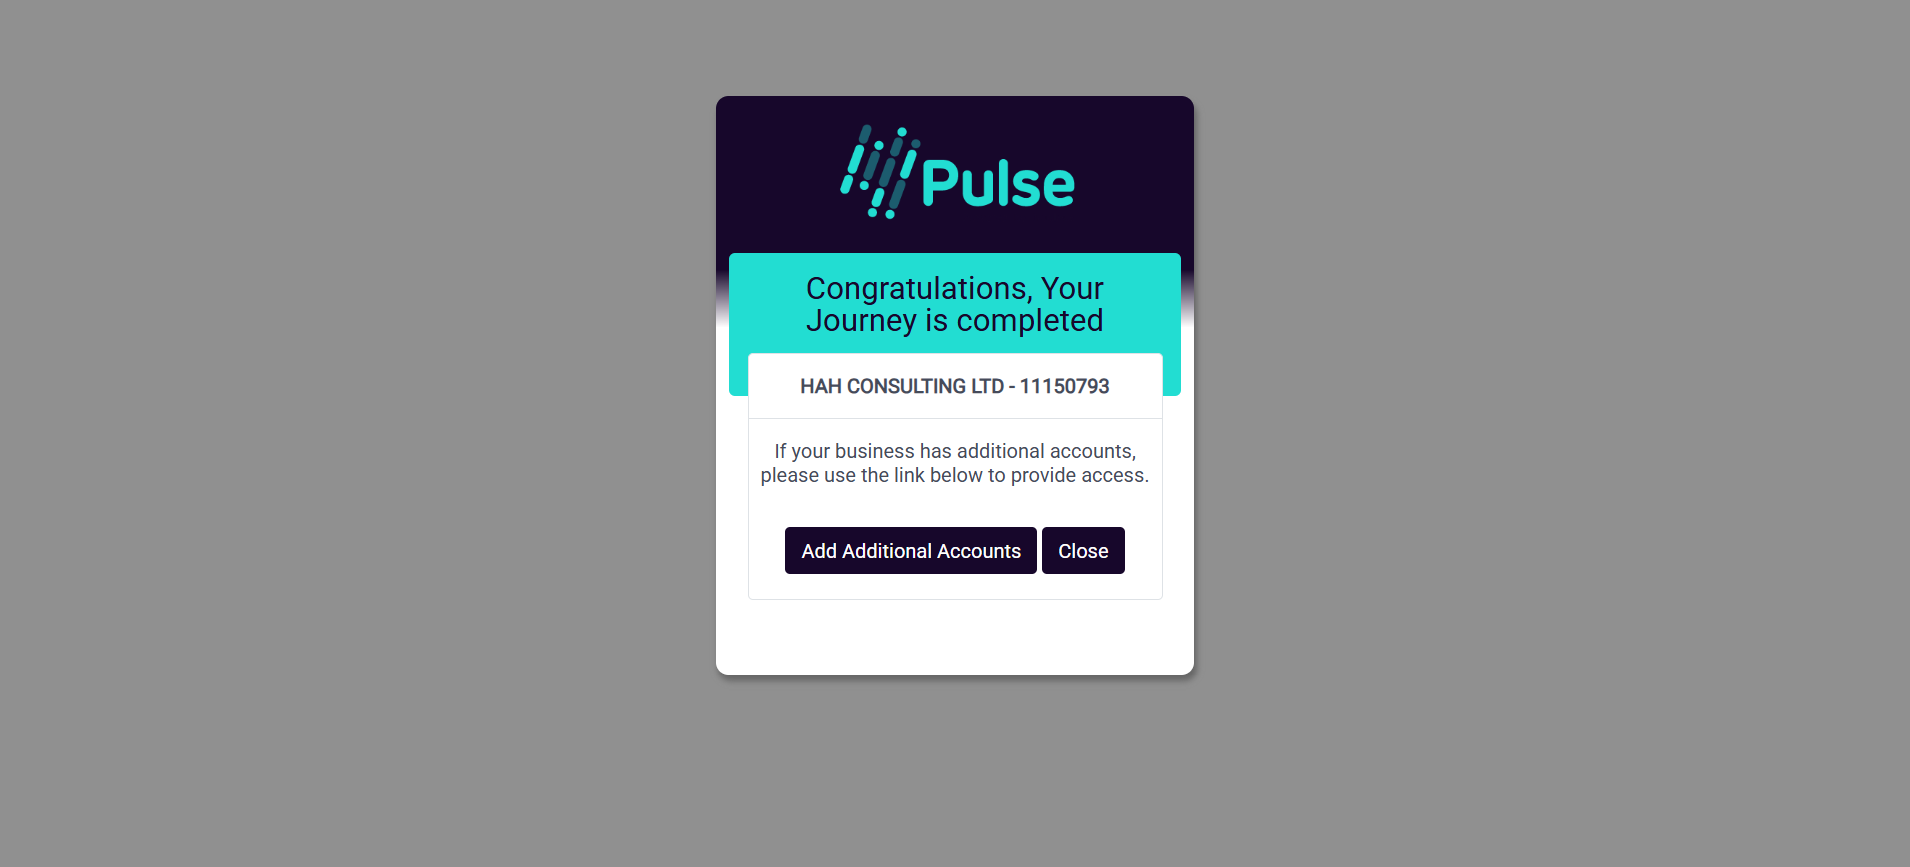 Pulse
Congratulations, Your
Journey is completed
HAH CONSULTING LTD - 11150793
If your business has additional accounts,
please use the link below to provide access.
Add Additional Accounts
Close